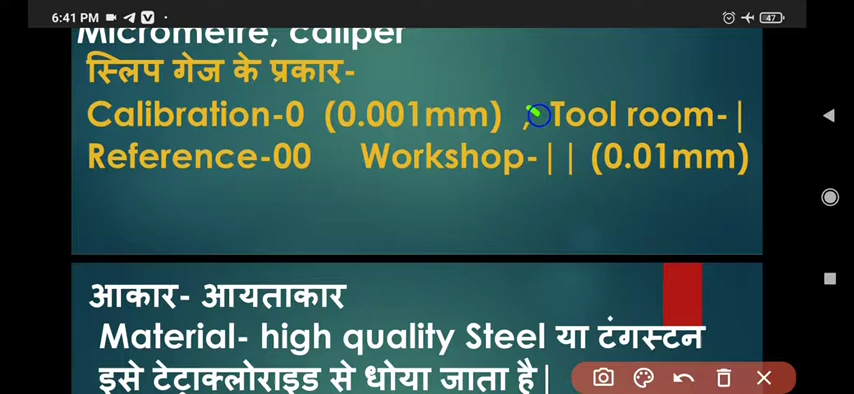 6:41 PM
47
Micrometre, caliper
स्लिप गेज के प्रकार-
Calibration-0 (0.001mm) , Tool room-|
Reference-00 Workshop-|| (0.01mm)
आकार- आयताकार
Material- high quality Steel या टंगस्टन
इसे टेट्राक्लोराइड से धोया जाता है|